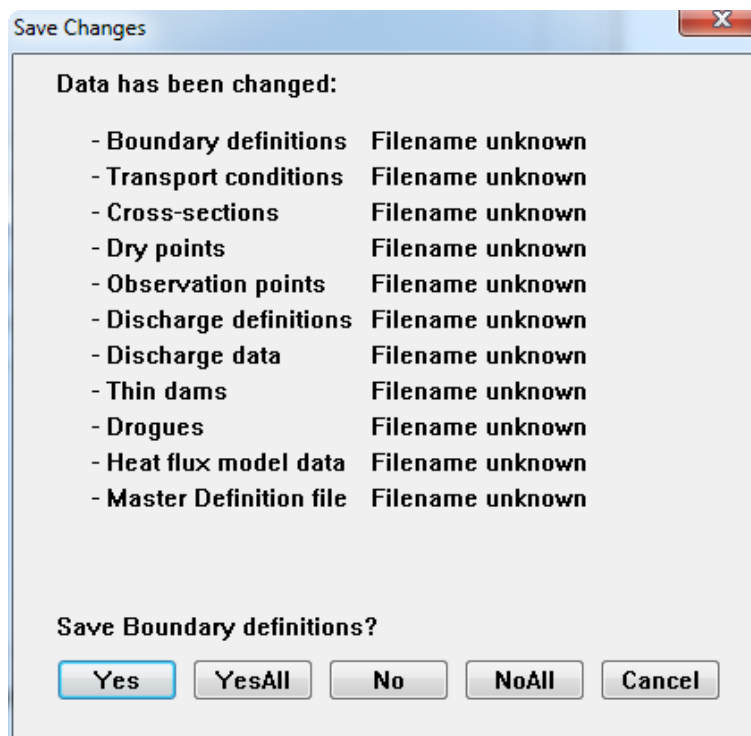 Save Changes
Data has been changed:
- Boundary definitions Filename unknown
- Transport conditions Filename unknown
- Cross-sections Filename unknown
- Dry points Filename unknown
- Observation points Filename unknown
- Discharge definitions Filename unknown
- Discharge data Filename unknown
- Thin dams Filename unknown
- Drogues Filename unknown
- Heat flux model data Filename unknown
- Master Definition file Filename unknown
Save Boundary definitions?
Yes YesAll No NoAll Cancel